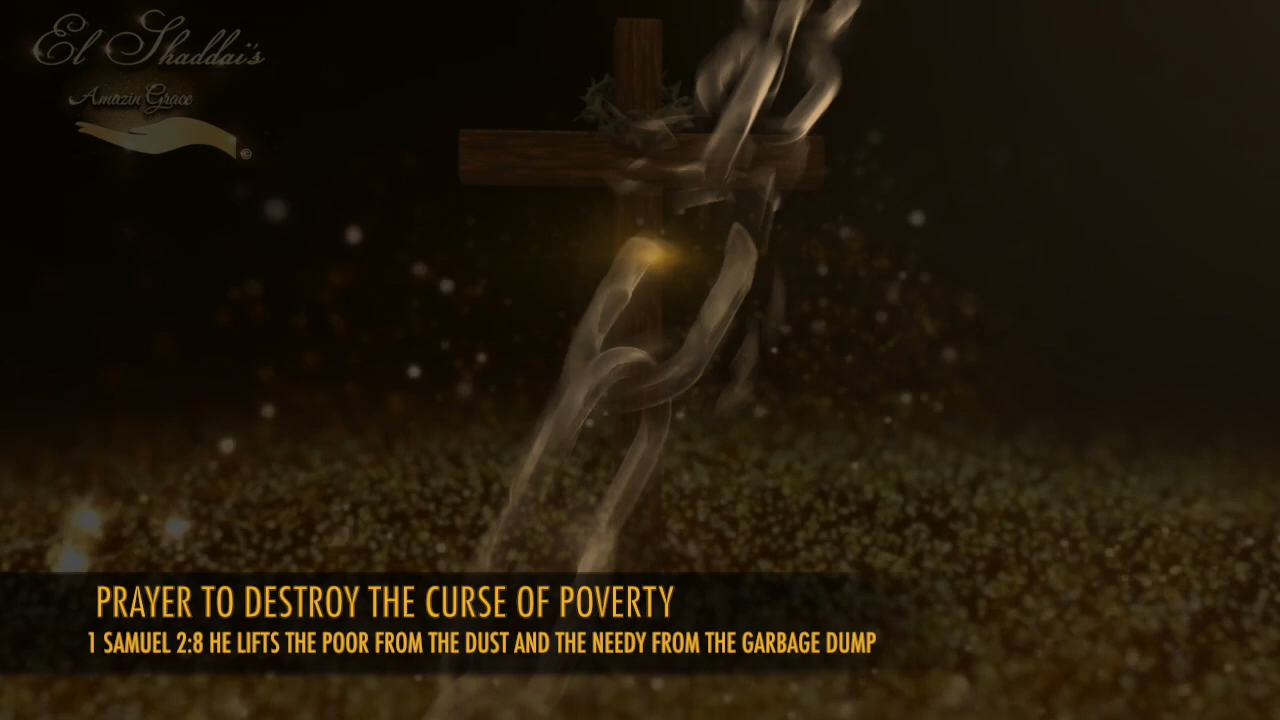 El Shaddai's
Amazin Grace
©
PRAYER TO DESTROY THE CURSE OF POVERTY
1 SAMUEL 2:8 HE LIFTS THE POOR FROM THE DUST AND THE NEEDY FROM THE GARBAGE DUMP